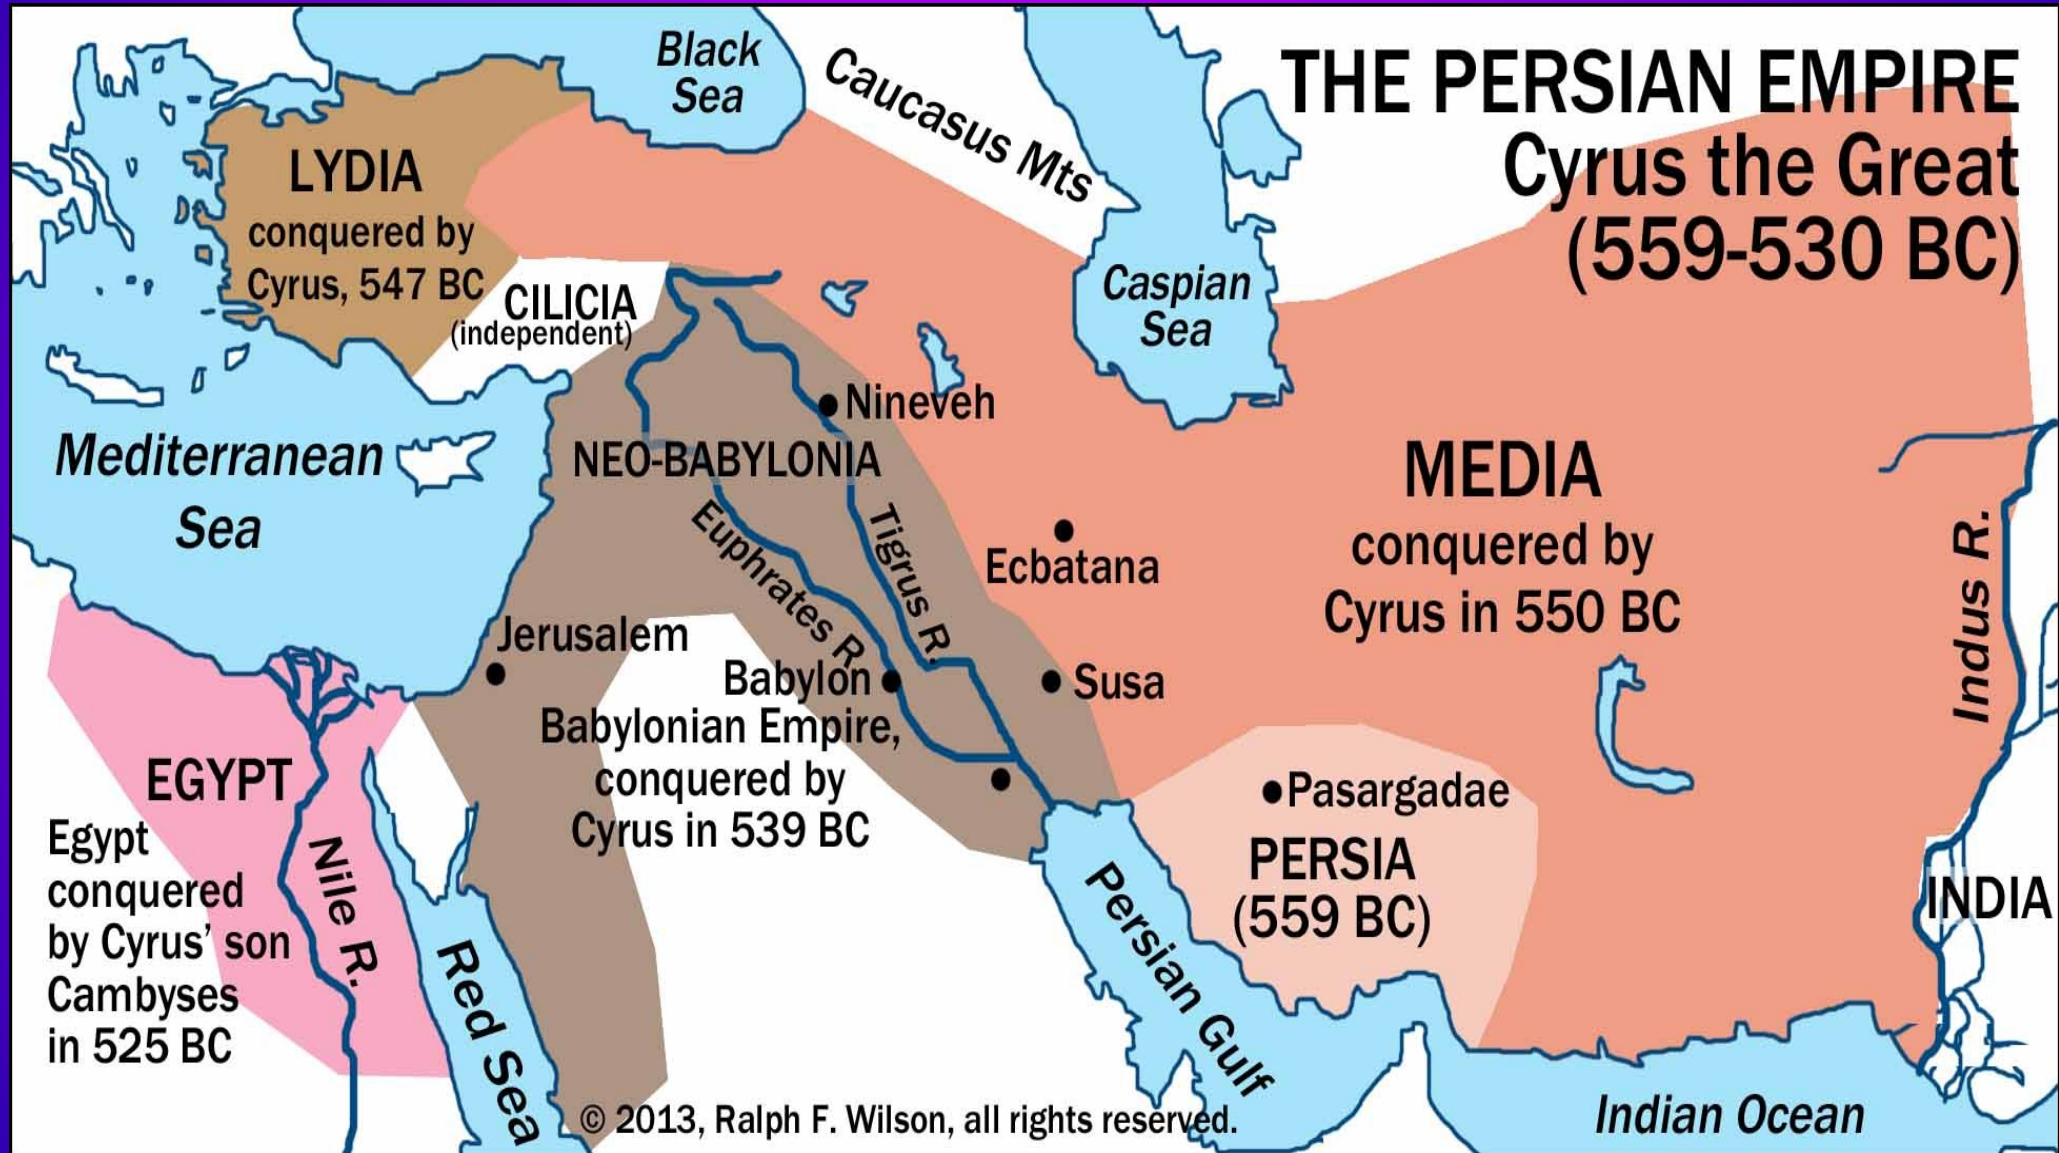 THE PERSIAN EMPIRE
Cyrus the Great
(559-530 BC)
Black
Sea
Caucasus Mts
LYDIA
conquered by
Cyrus, 547 BC
CILICIA
(independent)
Caspian
Sea
Nineveh
Mediterranean
Sea
NEO-BABYLONIA
MEDIA
conquered by
Cyrus in 550 BC
Euphrates R.
Tigrus R.
Ecbatana
Indus R.
Jerusalem
Babylon
Susa
Babylonian Empire,
conquered by
Cyrus in 539 BC
EGYPT
Egypt
conquered
by Cyrus’ son
Cambyses
in 525 BC
Nile R.
Red Sea
Pasargadae
PERSIA
(559 BC)
Persian Gulf
INDIA
Indian Ocean
© 2013, Ralph F. Wilson, all rights reserved.